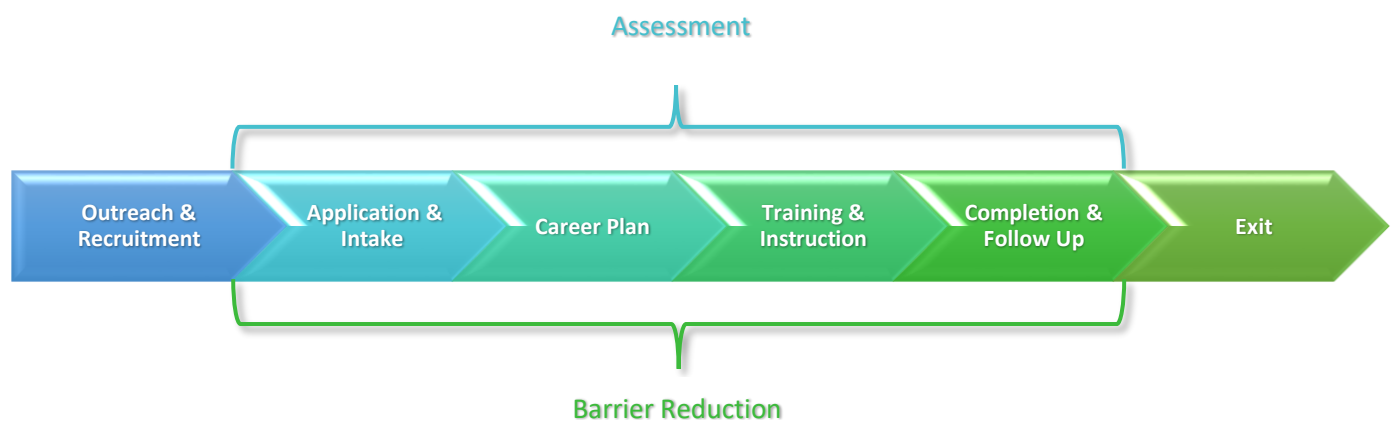 Assessment
Outreach &
Recruitment
Application &
Intake
Career Plan
Training &
Instruction
Completion &
Follow Up
Exit
Barrier Reduction